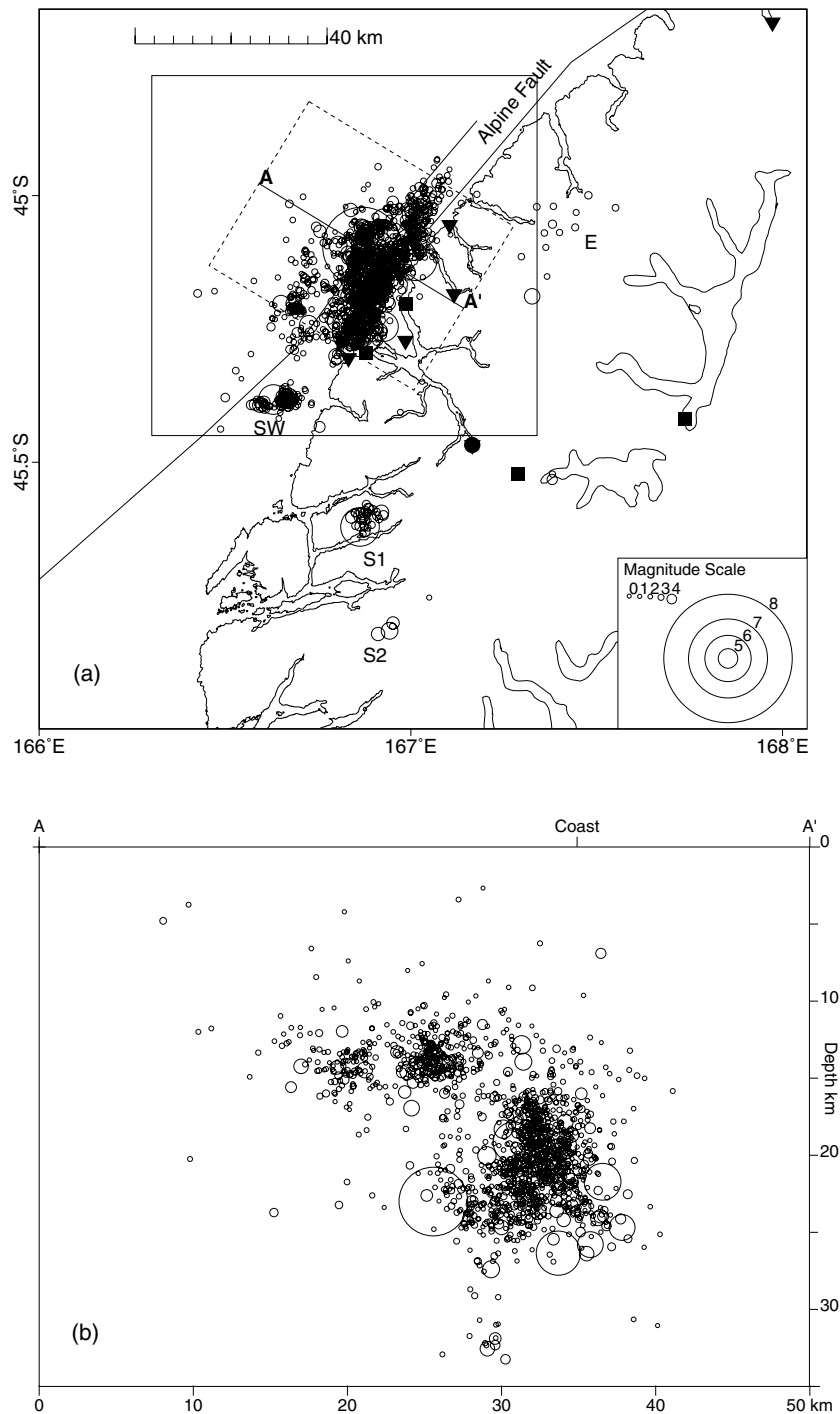 40 km
Alpine Fault
45˚S
A
E
A'
SW
45.5˚S
S1
Magnitude Scale
01234
8
7
6
5
S2
(a)
166˚E
167˚E
168˚E
A
Coast
A'
0
10
Depth km
20
30
(b)
0
10
20
30
40
50 km